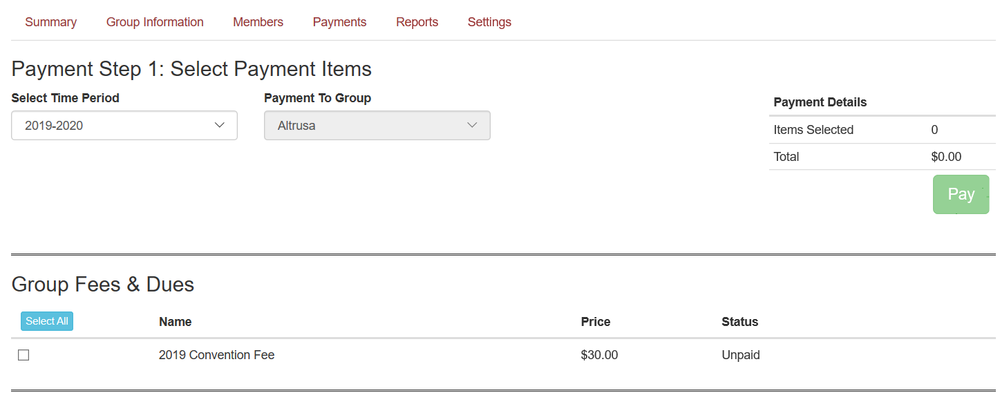 Summary Group Information Members Payments Reports Settings
Payment Step 1: Select Payment Items
Select Time Period Payment To Group
2019-2020 Altrusa
Payment Details
Items Selected 0
Total $0.00
Pay
Group Fees & Dues
Select All Name Price Status
2019 Convention Fee $30.00 Unpaid